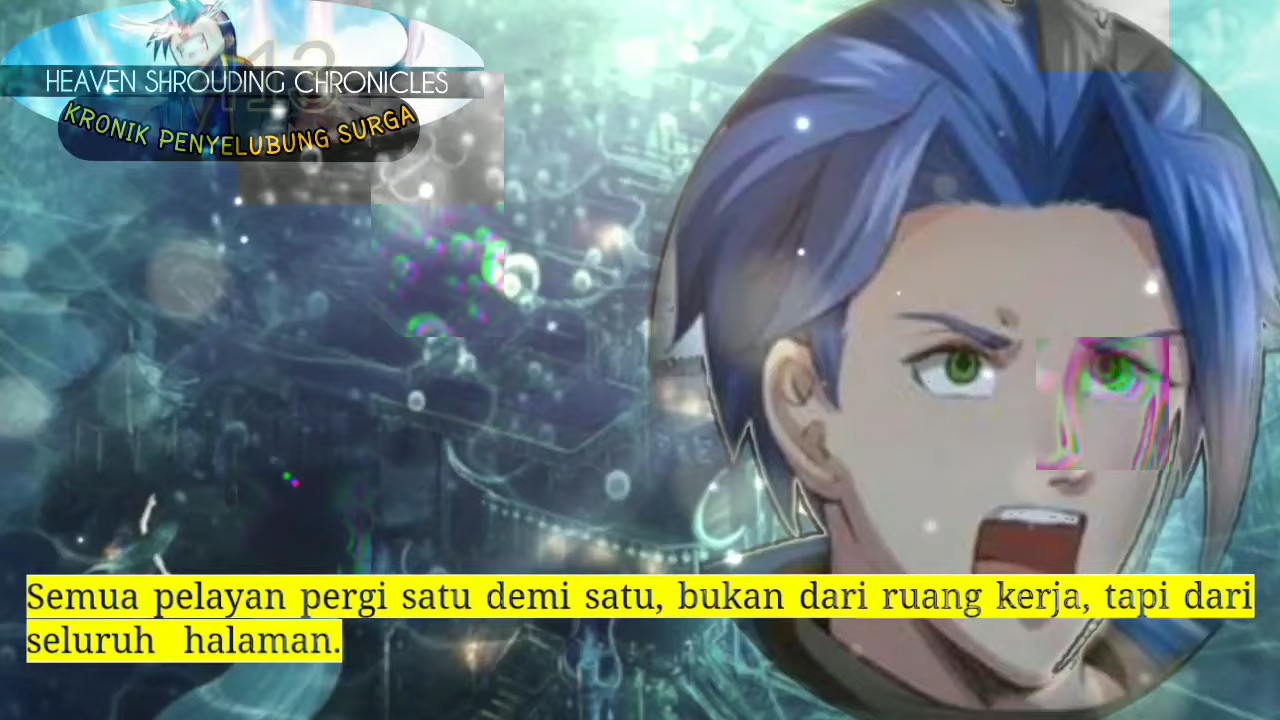 HEAVEN SHROUDING CHRONICLES
KRONIK PENYELUBUNG SURGA
Semua pelayan pergi satu demi satu, bukan dari ruang kerja, tapi dari
seluruh halaman.